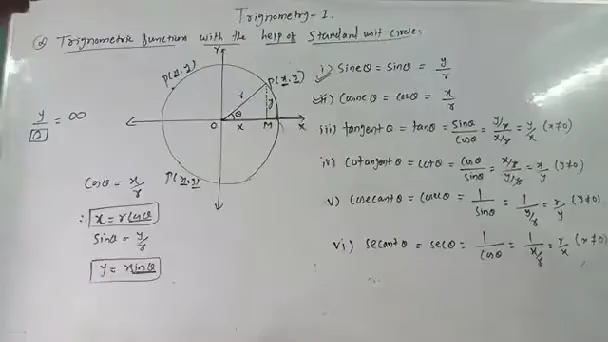 Trignometry-I.
Q) Trignometric function with the help of standard unit circle:
Y
P(x,y)
P(x,y)
r
y
θ
O
x
M
X
P(x,y)
y/0 = ∞
cosθ = x/r
∴ x = r cosθ
sinθ = y/r
y = r sinθ
i) sineθ = sinθ = y/r
ii) cosineθ = cosθ = x/r
iii) tangentθ = tanθ = sinθ/cosθ = y/r/x/r = y/x (x≠0)
iv) cotangentθ = cotθ = cosθ/sinθ = x/r/y/r = x/y (y≠0)
v) cosecantθ = cosecθ = 1/sinθ = 1/y/r = r/y (y≠0)
vi) secantθ = secθ = 1/cosθ = 1/x/r = r/x (x≠0)